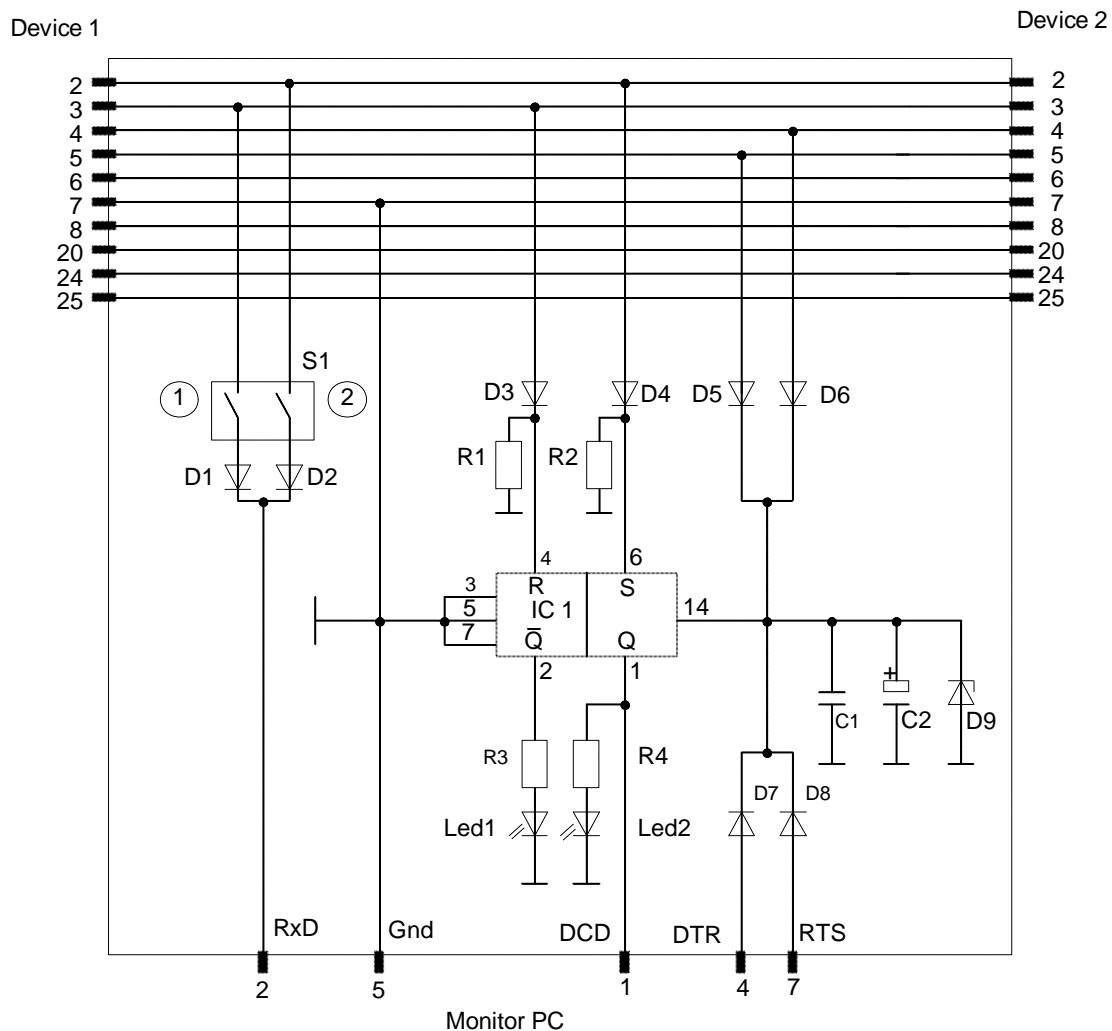 Device 1
Device 2
2
2
3
3
4
4
5
5
6
6
7
7
8
8
20
20
24
24
25
25
S1
1
2
D3
D4
D5
D6
R1
R2
D1
D2
4
6
R
S
3
5
IC 1
14
7
Q̅
Q
2
1
+
C1
C2
D9
R3
R4
D7
D8
Led1
Led2
RxD
Gnd
DCD
DTR
RTS
2
5
1
4
7
Monitor PC